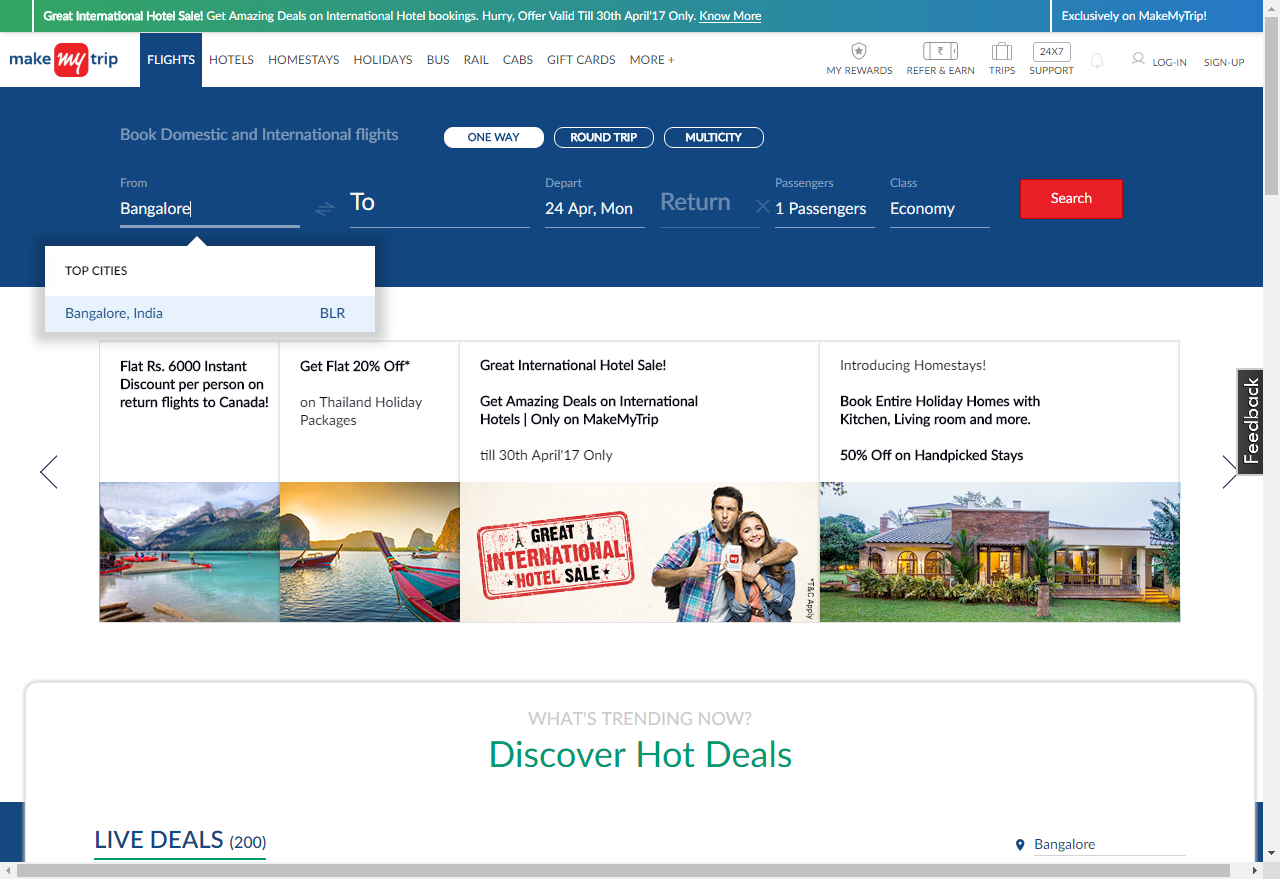 Great International Hotel Sale! Get Amazing Deals on International Hotel bookings. Hurry, Offer Valid Till 30th April'17 Only. Know More
Exclusively on MakeMyTrip!
make my trip
FLIGHTS HOTELS HOMESTAYS HOLIDAYS BUS RAIL CABS GIFT CARDS MORE +
24X7
MY REWARDS REFER & EARN TRIPS SUPPORT LOG-IN SIGN-UP
Book Domestic and International flights
ONE WAY ROUND TRIP MULTICITY
From
Bangalore
To
Depart
24 Apr, Mon
Return
Passengers
1 Passengers
Class
Economy
Search
TOP CITIES
Bangalore, India BLR
Flat Rs. 6000 Instant
Discount per person on
return flights to Canada!
Get Flat 20% Off*
on Thailand Holiday
Packages
Great International Hotel Sale!
Get Amazing Deals on International
Hotels | Only on MakeMyTrip
till 30th April'17 Only
GREAT
INTERNATIONAL
HOTEL SALE
my
*T&C Apply
Introducing Homestays!
Book Entire Holiday Homes with
Kitchen, Living room and more.
50% Off on Handpicked Stays
Feedback
WHAT'S TRENDING NOW?
Discover Hot Deals
LIVE DEALS (200)
Bangalore